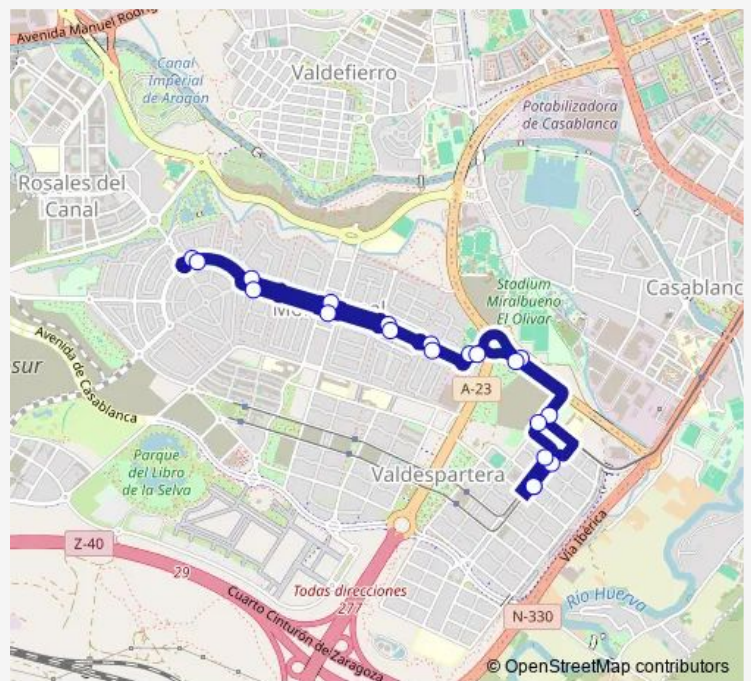 Avenida Manuel Rodrig
Canal
Imperial
de Aragón
Valdefierro
Potabilizadora
de Casablanca
Rosales del
Canal
Stadium
Miralbueno
El Olivar
Casablanc
sur
Avenida de Casablanca
A-23
Parque
del Libro
de la Selva
Valdespartera
Z-40
29
Todas direcciones
277
Vía Ibérica
Río Huerva
Cuarto Cinturón de Zaragoza
N-330
© OpenStreetMap contributors